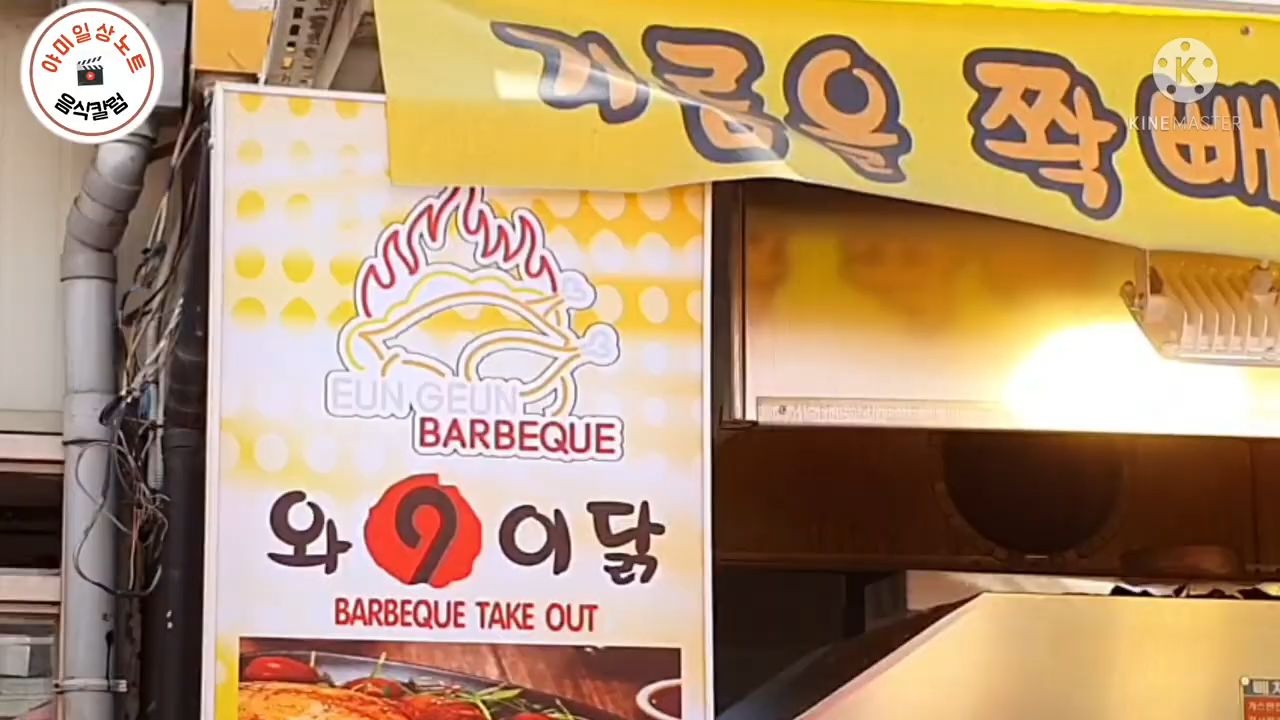 야미일상노트
음식칼럼
기름을 쫙 빼
KINEMASTER
EUN GEUN
BARBEQUE
와9이닭
BARBEQUE TAKE OUT